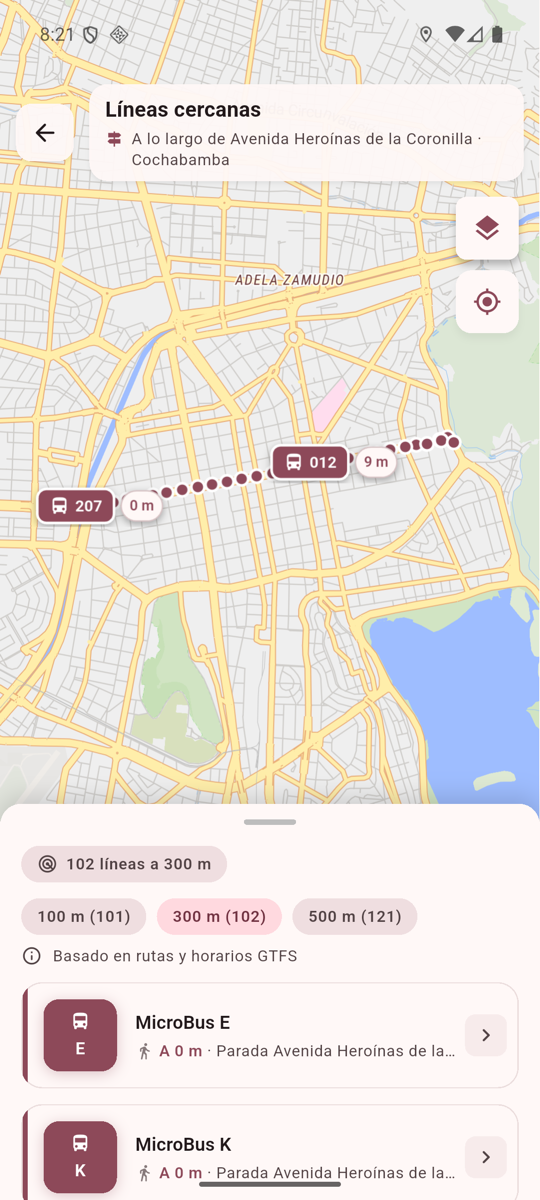 8:21
Líneas cercanas
A lo largo de Avenida Heroínas de la Coronilla ·
Cochabamba
ADELA ZAMUDIO
012
9 m
207
0 m
102 líneas a 300 m
100 m (101)
300 m (102)
500 m (121)
Basado en rutas y horarios GTFS
MicroBus E
E
A 0 m · Parada Avenida Heroínas de la...
MicroBus K
K
A 0 m · Parada Avenida Heroínas de la...